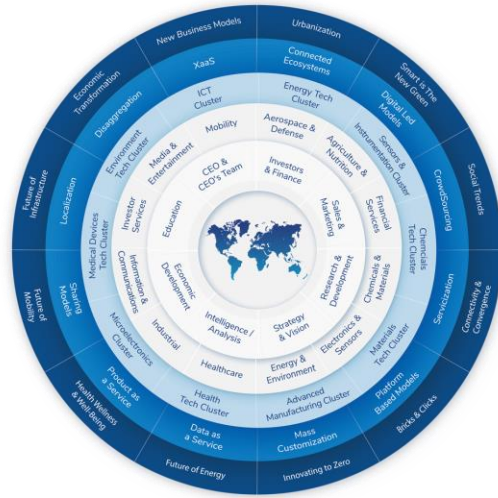 New Business Models
Urbanization
Smart is The
New Green
Social Trends
Connectivity &
Convergence
Bricks & Clicks
Innovating to Zero
Future of Energy
Health Wellness
& Well-Being
Future of
Mobility
Future of
Infrastructure
Economic
Transformation
XaaS
Connected
Ecosystems
Digital Led
Models
CrowdSourcing
Servicization
Platform
Based Models
Mass
Customization
Data as
a Service
Product as
a Service
Sharing
Models
Localization
Disaggregation
ICT
Cluster
Energy Tech
Cluster
Sensors &
Instrumentation Cluster
Chemcials
Tech Cluster
Materials
Tech Cluster
Advanced
Manufacturing Cluster
Health
Tech Cluster
Microelectronics
Cluster
Medical Devices
Tech Cluster
Environment
Tech Cluster
Mobility
Aerospace &
Defense
Agriculture &
Nutrition
Financial
Services
Chemicals &
Materials
Electronics &
Sensors
Energy &
Environment
Healthcare
Industrial
Information &
Communications
Investor
Services
Media &
Entertainment
CEO &
CEO's Team
Investors
& Finance
Sales &
Marketing
Research &
Development
Strategy
& Vision
Intelligence /
Analysis
Economic
Development
Education